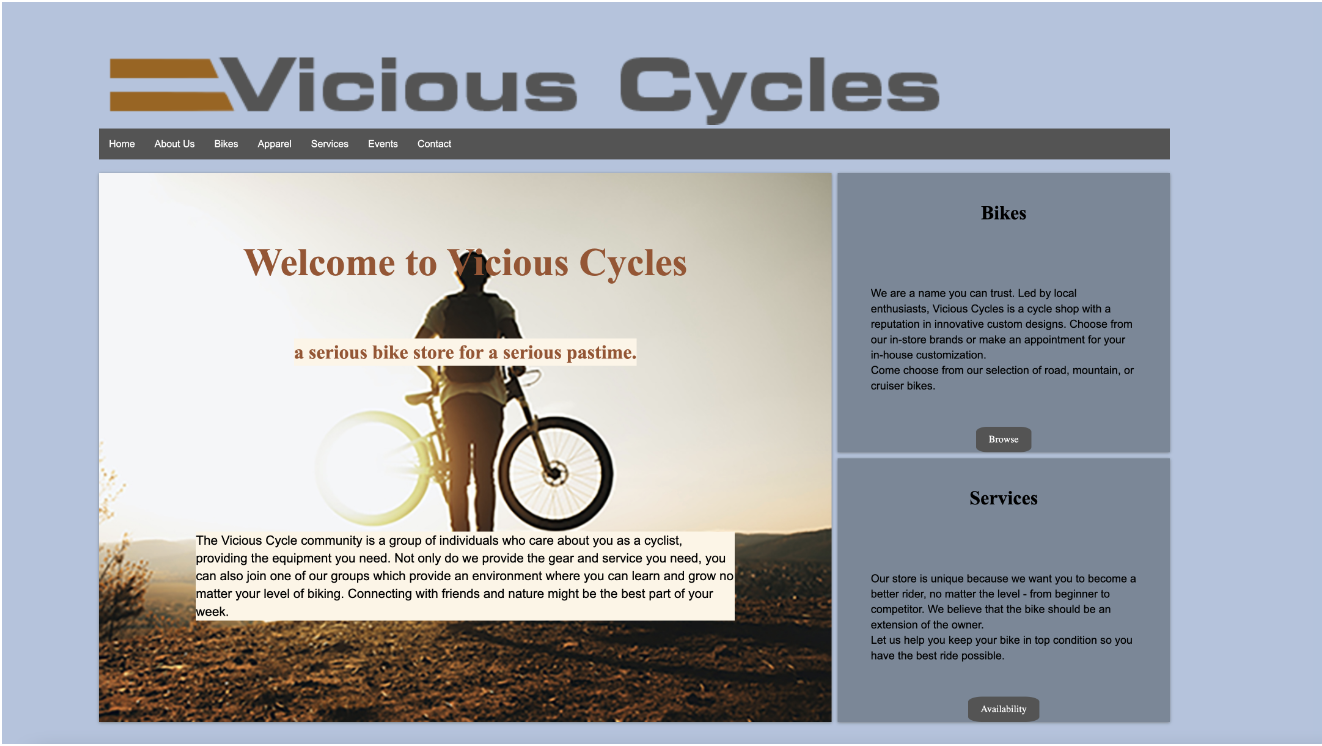 Vicious Cycles
Home About Us Bikes Apparel Services Events Contact
Welcome to Vicious Cycles
a serious bike store for a serious pastime.
The Vicious Cycle community is a group of individuals who care about you as a cyclist,
providing the equipment you need. Not only do we provide the gear and service you need, you
can also join one of our groups which provide an environment where you can learn and grow no
matter your level of biking. Connecting with friends and nature might be the best part of your
week.
Bikes
We are a name you can trust. Led by local
enthusiasts, Vicious Cycles is a cycle shop with a
reputation in innovative custom designs. Choose from
our in-store brands or make an appointment for your
in-house customization.
Come choose from our selection of road, mountain, or
cruiser bikes.
Browse
Services
Our store is unique because we want you to become a
better rider, no matter the level - from beginner to
competitor. We believe that the bike should be an
extension of the owner.
Let us help you keep your bike in top condition so you
have the best ride possible.
Availability